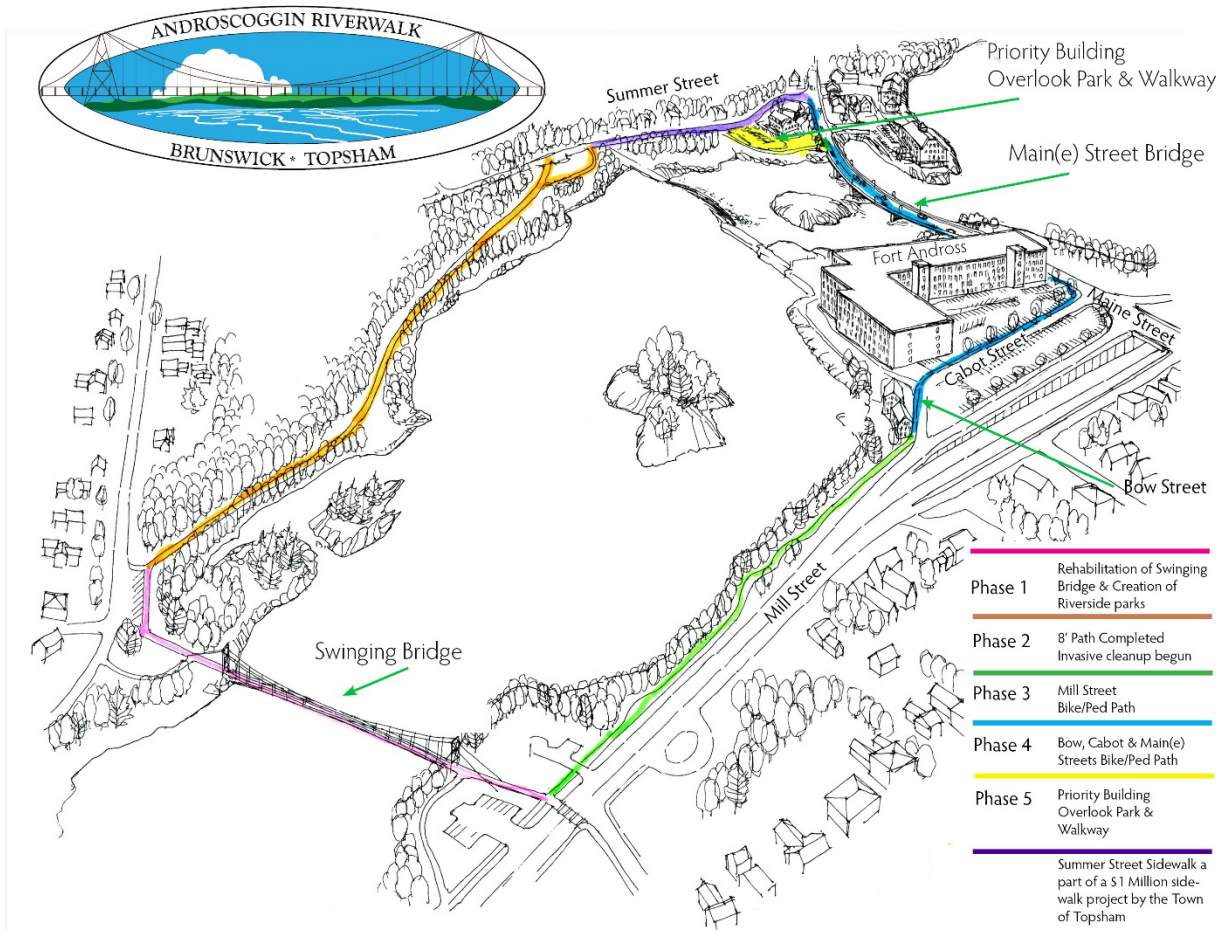 ANDROSCOGGIN RIVERWALK
BRUNSWICK * TOPSHAM
Summer Street
Priority Building
Overlook Park & Walkway
Main(e) Street Bridge
Fort Andross
Maine Street
Cabot Street
Bow Street
Mill Street
Swinging Bridge
Phase 1
Rehabilitation of Swinging
Bridge & Creation of
Riverside parks
Phase 2
8' Path Completed
Invasive cleanup begun
Phase 3
Mill Street
Bike/Ped Path
Phase 4
Bow, Cabot & Main(e)
Streets Bike/Ped Path
Phase 5
Priority Building
Overlook Park &
Walkway
Summer Street Sidewalk a
part of a $1 Million side-
walk project by the Town
of Topsham